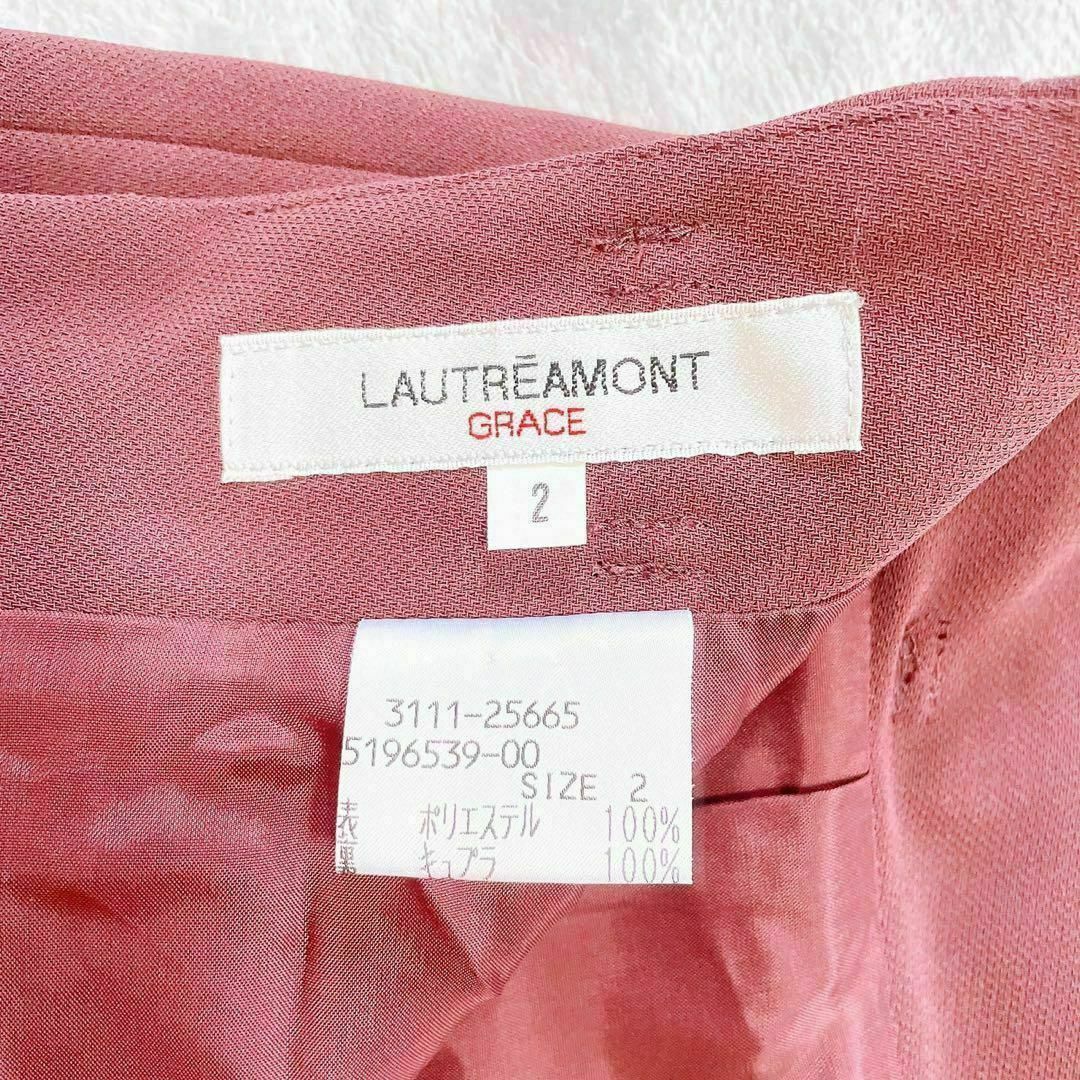 LAUTRĒAMONT
GRACE
2
3111-25665
5196539-00
SIZE 2
表 ポリエステル 100%
裏 キュプラ 100%